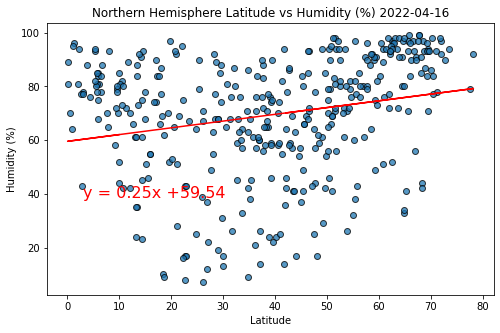 Northern Hemisphere Latitude vs Humidity (%) 2022-04-16
100
80
60
40
20
Humidity (%)
y = 0.25x +59.54
0 10 20 30 40 50 60 70 80
Latitude